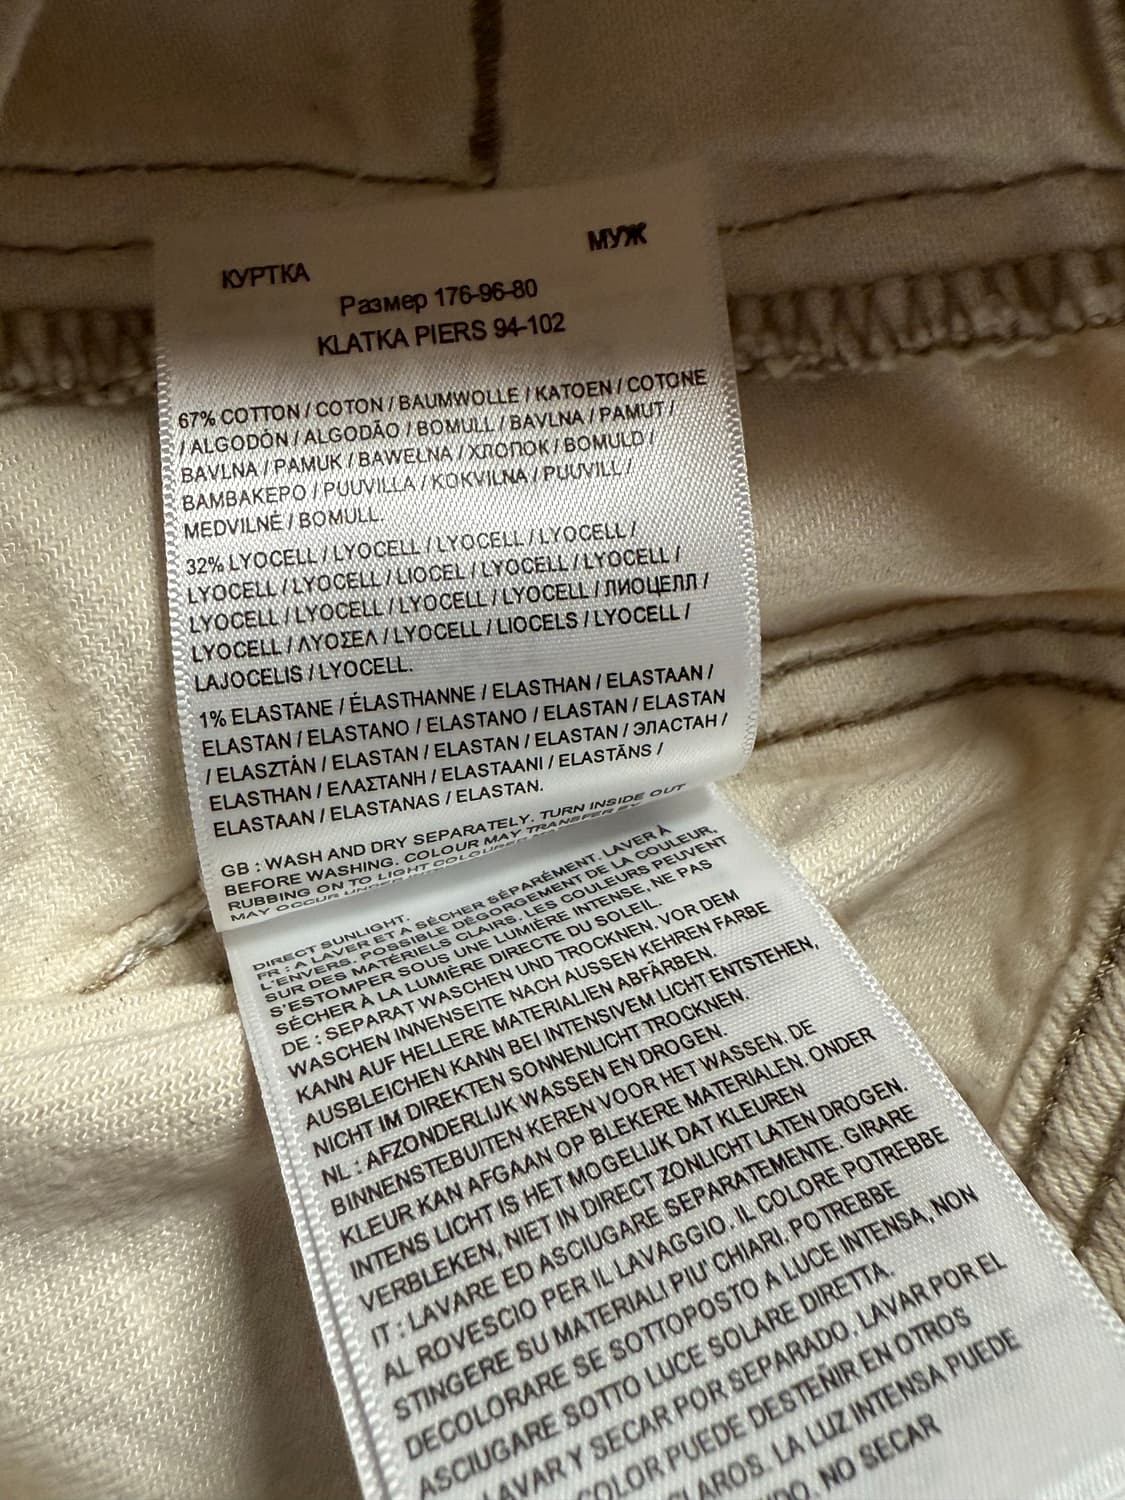 КУРТКА МУЖ
Размер 176-96-80
KLATKA PIERS 94-102
67% COTTON / COTON / BAUMWOLLE / KATOEN / COTONE
/ ALGODÓN / ALGODÃO / BOMULL / BAVLNA / PAMUT /
BAVLNA / PAMUK / BAWEŁNA / ХЛОПОК / BOMULD /
ΒΑΜΒΑΚΕΡΟ / PUUVILLA / KOKVILNA / PUUVILL /
MEDVILNĖ / BOMULL.
32% LYOCELL / LYOCELL / LYOCELL / LYOCELL /
LYOCELL / LYOCELL / LIOCEL / LYOCELL / LYOCELL /
LYOCELL / LYOCELL / LYOCELL / LYOCELL / ЛИОЦЕЛЛ /
LYOCELL / ΛΥΟΣΕΛ / LYOCELL / LIOCELS / LYOCELL /
LAJOCELIS / LYOCELL.
1% ELASTANE / ÉLASTHANNE / ELASTHAN / ELASTAAN /
ELASTAN / ELASTANO / ELASTANO / ELASTAN / ELASTAN
/ ELASZTÁN / ELASTAN / ELASTAN / ELASTAN / ЭЛАСТАН /
ELASTHAN / ΕΛΑΣΤΑΝΗ / ELASTAANI / ELASTĀNS /
ELASTAAN / ELASTANAS / ELASTAN.
GB : WASH AND DRY SEPARATELY. TURN INSIDE OUT
BEFORE WASHING. COLOUR MAY TRANSFER BY
RUBBING ON TO LIGHT COLOURED
MAY OCCUR UNDER
DIRECT SUNLIGHT.
FR : A LAVER ET A SÉCHER SÉPARÉMENT. LAVER À
L'ENVERS. POSSIBLE DÉGORGEMENT DE LA COULEUR,
SUR DES MATÉRIELS CLAIRS. LES COULEURS PEUVENT
S'ESTOMPER SOUS UNE LUMIÈRE INTENSE, NE PAS
SÉCHER À LA LUMIÈRE DIRECTE DU SOLEIL.
DE : SEPARAT WASCHEN UND TROCKNEN. VOR DEM
WASCHEN INNENSEITE NACH AUSSEN KEHREN FARBE
KANN AUF HELLERE MATERIALIEN ABFÄRBEN.
AUSBLEICHEN KANN BEI INTENSIVEM LICHT ENTSTEHEN,
NICHT IM DIREKTEN SONNENLICHT TROCKNEN.
NL : AFZONDERLIJK WASSEN EN DROGEN.
BINNENSTEBUITEN KEREN VOOR HET WASSEN. DE
KLEUR KAN AFGAAN OP BLEKERE MATERIALEN. ONDER
INTENS LICHT IS HET MOGELIJK DAT KLEUREN
VERBLEKEN, NIET IN DIRECT ZONLICHT LATEN DROGEN.
IT : LAVARE ED ASCIUGARE SEPARATEMENTE. GIRARE
AL ROVESCIO PER IL LAVAGGIO. IL COLORE POTREBBE
STINGERE SU MATERIALI PIU' CHIARI. POTREBBE
DECOLORARE SE SOTTOPOSTO A LUCE INTENSA, NON
ASCIUGARE SOTTO LUCE SOLARE DIRETTA.
LAVAR Y SECAR POR SEPARADO. LAVAR POR EL
COLOR PUEDE DESTEÑIR EN OTROS
CLAROS. LA LUZ INTENSA PUEDE
NO SECAR